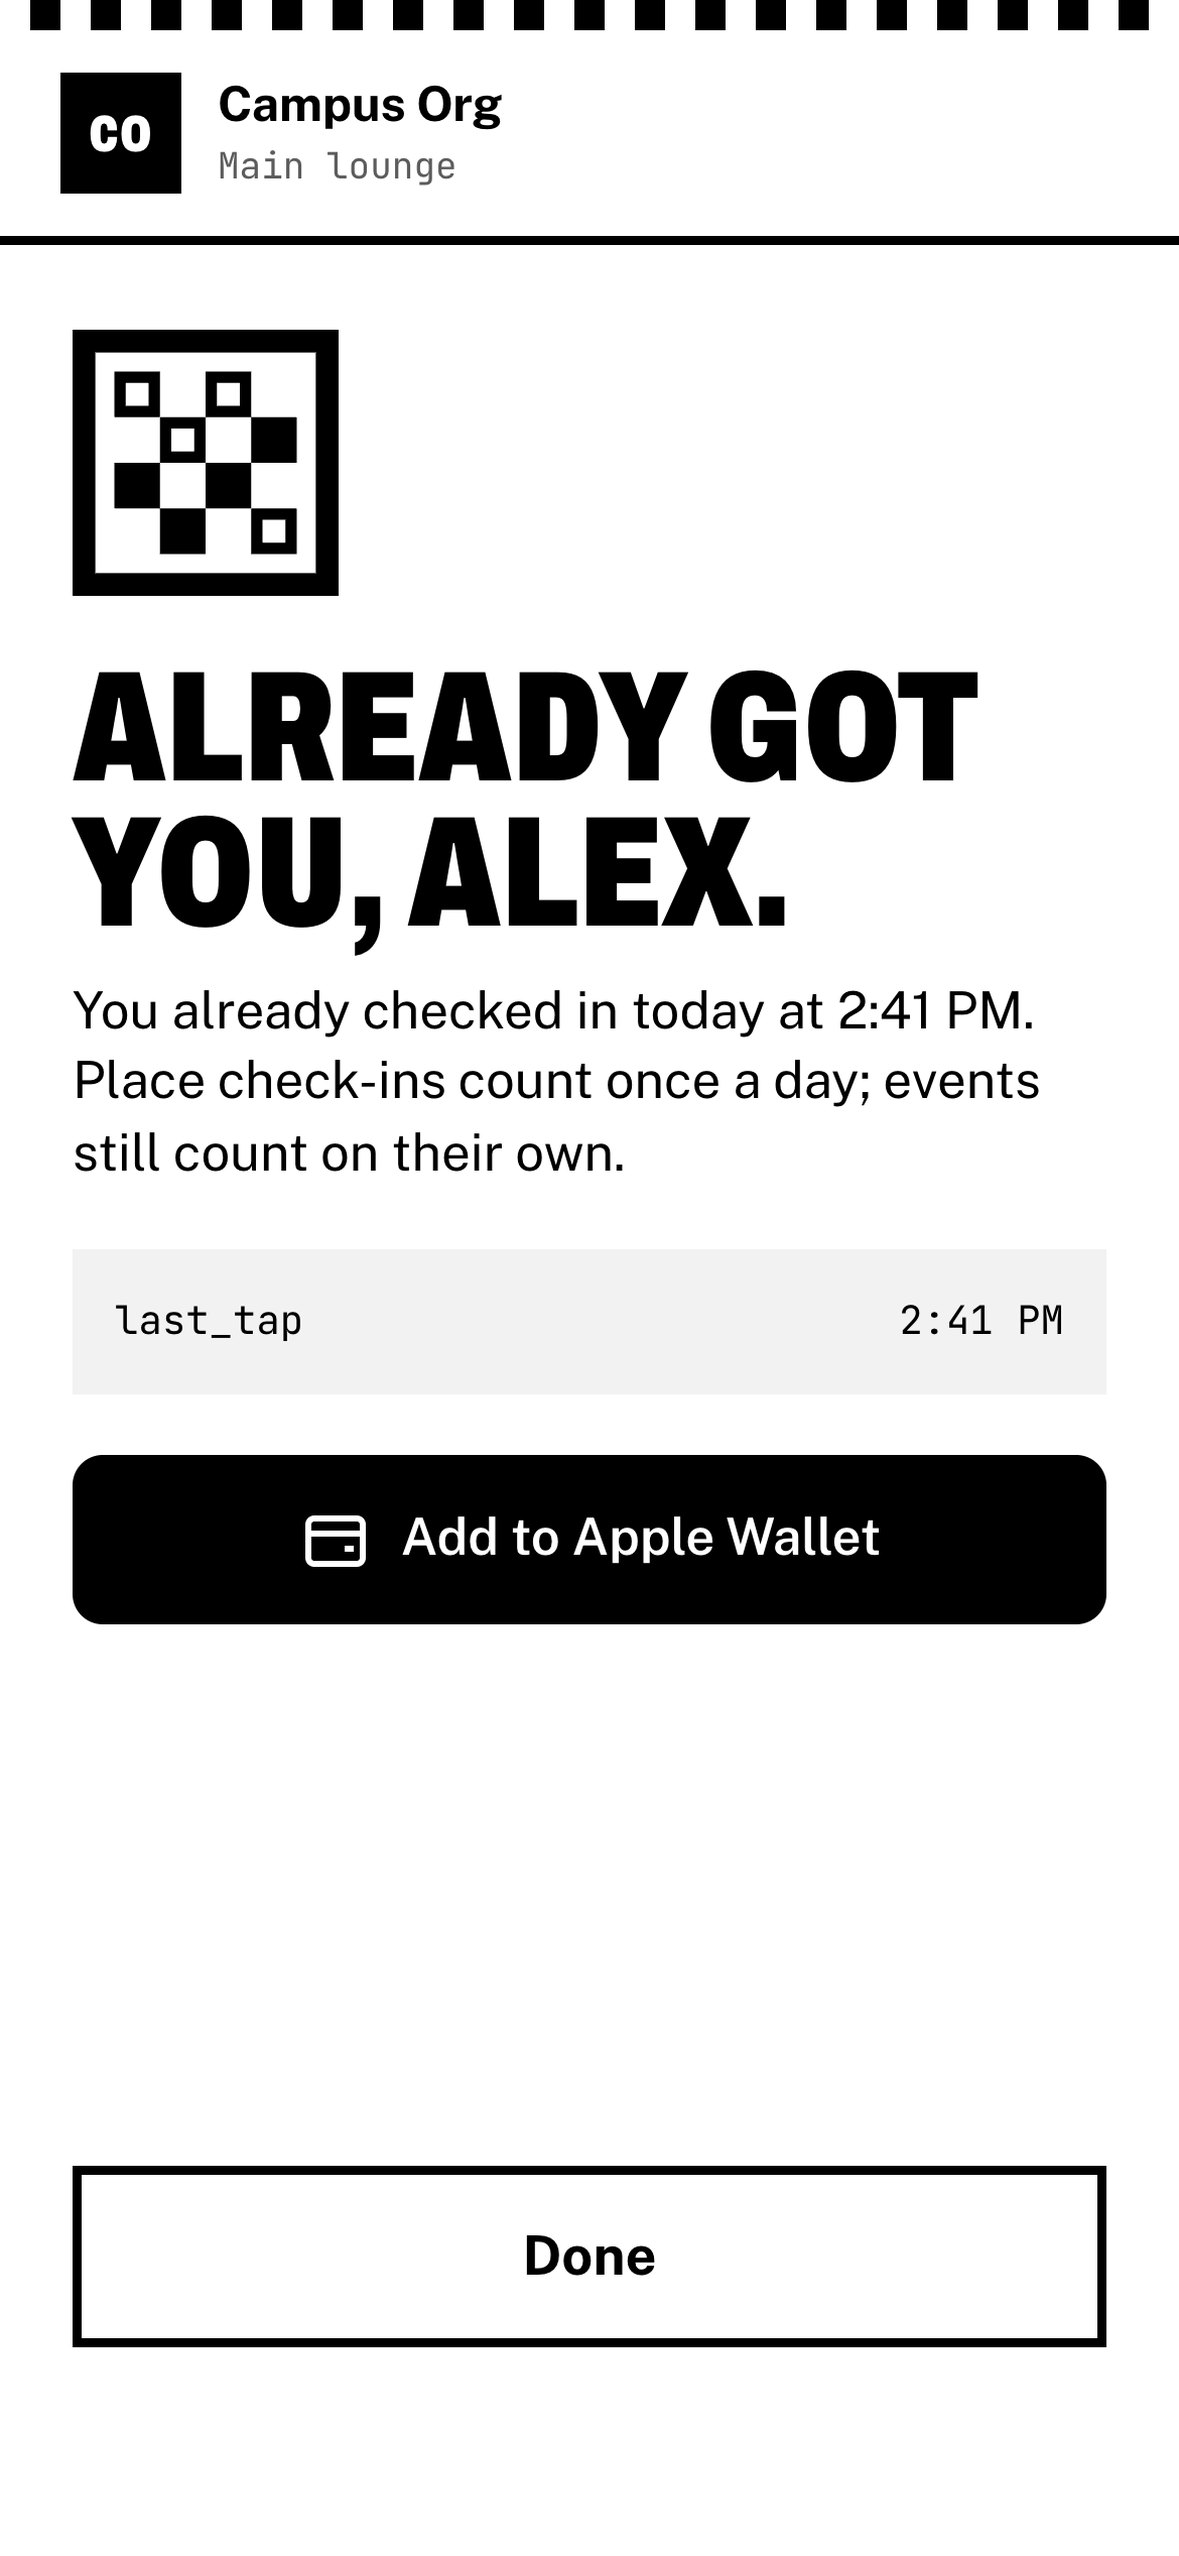 CO
Campus Org
Main lounge
ALREADY GOT
YOU, ALEX.
You already checked in today at 2:41 PM.
Place check-ins count once a day; events
still count on their own.
last_tap 2:41 PM
Add to Apple Wallet
Done